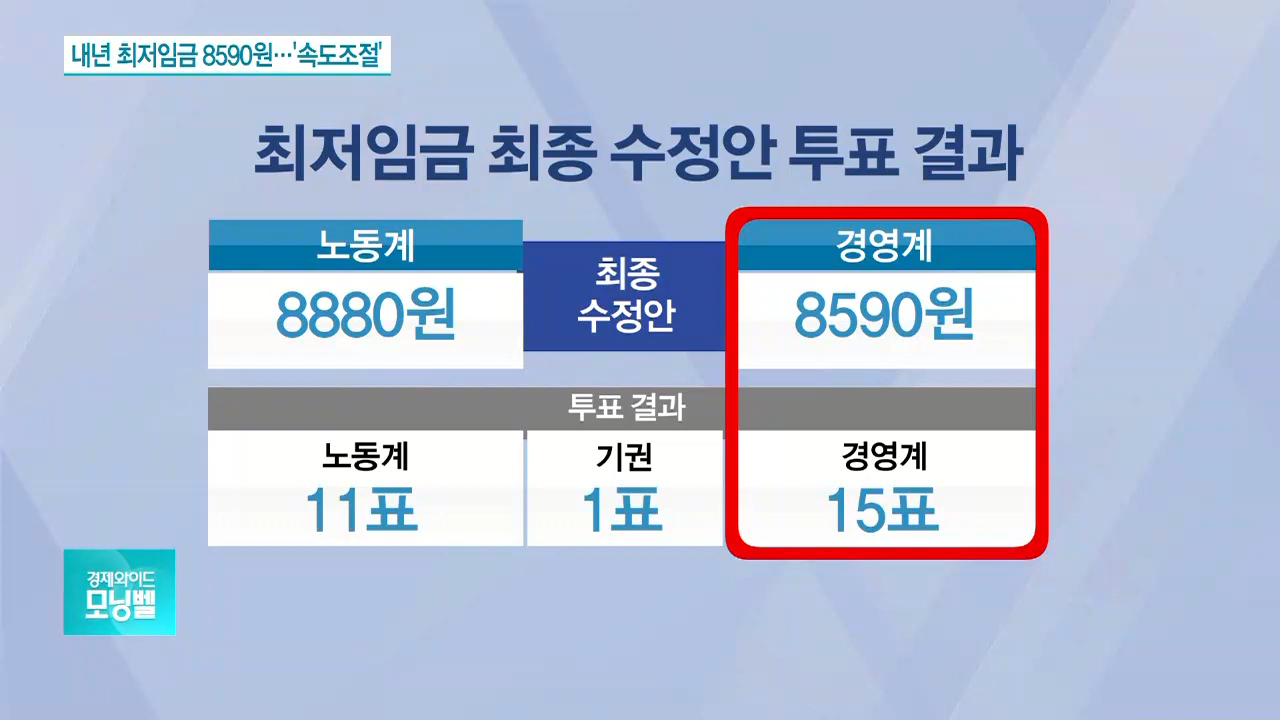 내년 최저임금 8590원…'속도조절'
최저임금 최종 수정안 투표 결과
노동계
8880원
최종
수정안
경영계
8590원
투표 결과
노동계
11표
기권
1표
경영계
15표
경제와이드
모닝벨